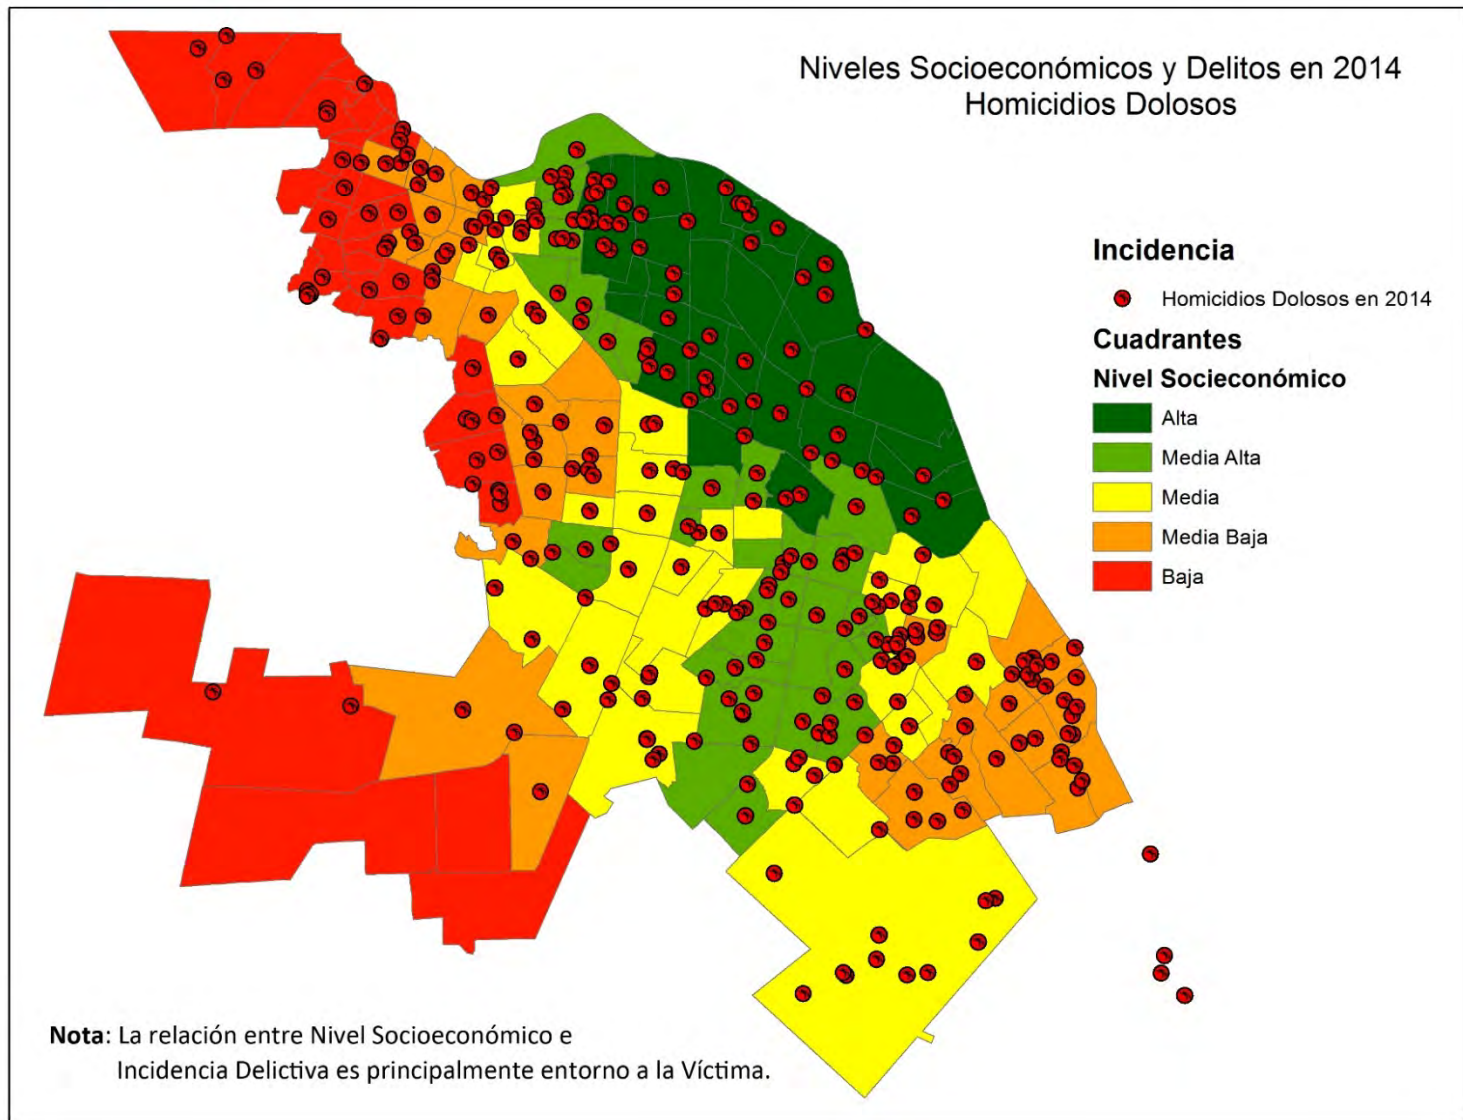 Niveles Socioeconómicos y Delitos en 2014
Homicidios Dolosos
Incidencia
Homicidios Dolosos en 2014
Cuadrantes
Nivel Socieconómico
Alta
Media Alta
Media
Media Baja
Baja
Nota: La relación entre Nivel Socioeconómico e
Incidencia Delictiva es principalmente entorno a la Víctima.